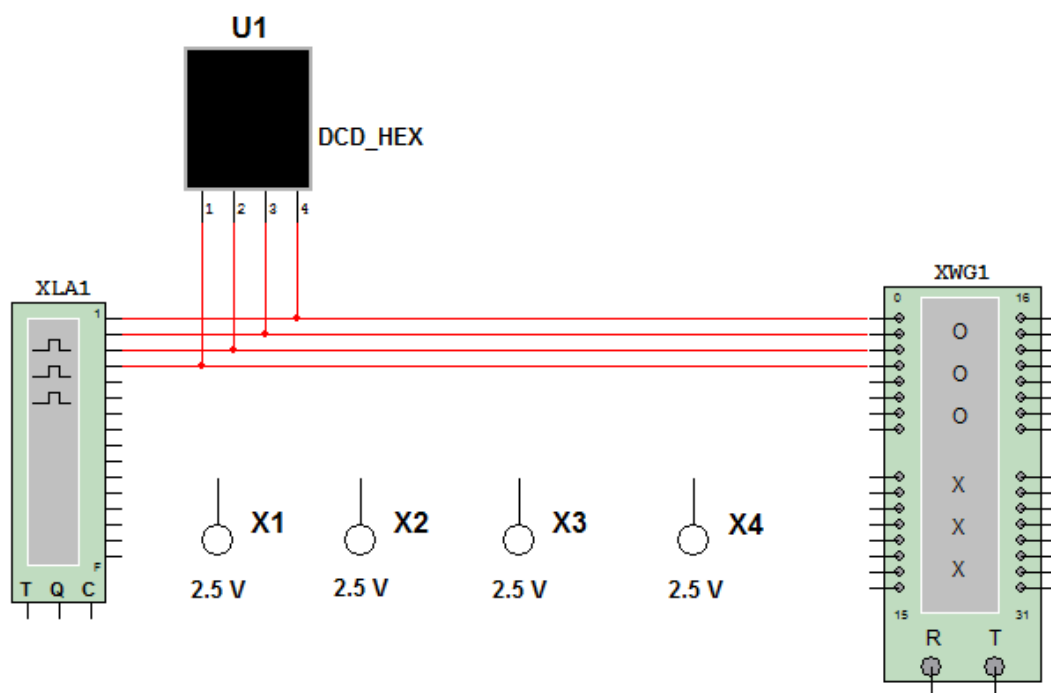 U1
DCD_HEX
1 2 3 4
XLA1
1
F
T Q C
X1
2.5 V
X2
2.5 V
X3
2.5 V
X4
2.5 V
XWG1
0 16
O
O
O
X
X
X
15 31
R T